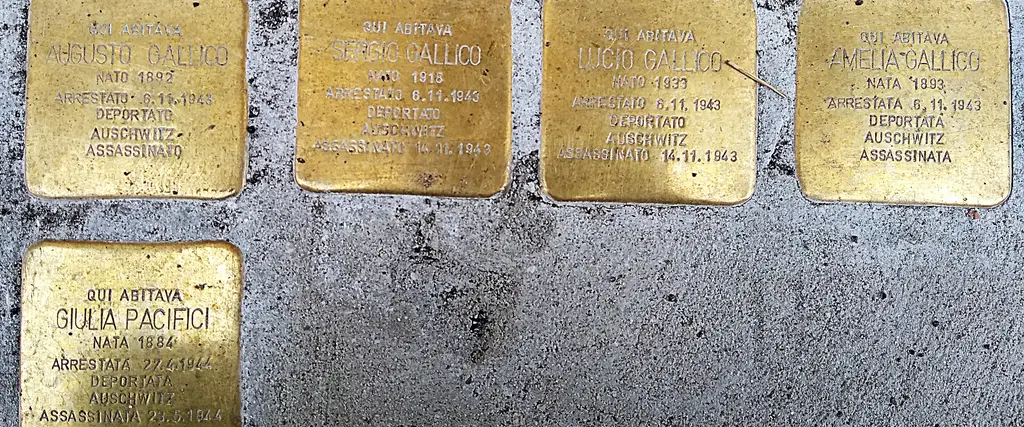 QUI ABITAVA
AUGUSTO GALLICO
NATO 1892
ARRESTATO 6.11.1943
DEPORTATO
AUSCHWITZ
ASSASSINATO
QUI ABITAVA
SERGIO GALLICO
NATO 1918
ARRESTATO 6.11.1943
DEPORTATO
AUSCHWITZ
ASSASSINATO 14.11.1943
QUI ABITAVA
LUCIO GALLICO
NATO 1933
ARRESTATO 6.11.1943
DEPORTATO
AUSCHWITZ
ASSASSINATO 14.11.1943
QUI ABITAVA
AMELIA GALLICO
NATA 1893
ARRESTATA 6.11.1943
DEPORTATA
AUSCHWITZ
ASSASSINATA
QUI ABITAVA
GIULIA PACIFICI
NATA 1884
ARRESTATA 27.4.1944
DEPORTATA
AUSCHWITZ
ASSASSINATA 23.5.1944